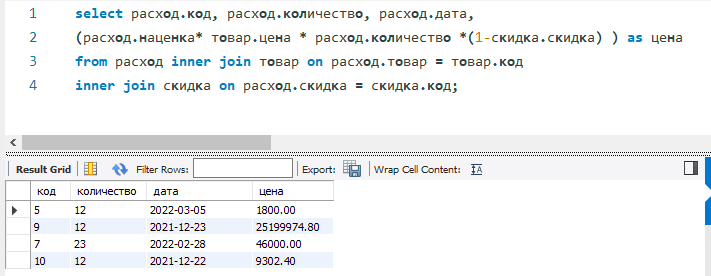 1 select расход.код, расход.количество, расход.дата,
2 (расход.наценка* товар.цена * расход.количество *(1-скидка.скидка) ) as цена
3 from расход inner join товар on расход.товар = товар.код
4 inner join скидка on расход.скидка = скидка.код;
Result Grid Filter Rows: Export: Wrap Cell Content:
код количество дата цена
5 12 2022-03-05 1800.00
9 12 2021-12-23 25199974.80
7 23 2022-02-28 46000.00
10 12 2021-12-22 9302.40